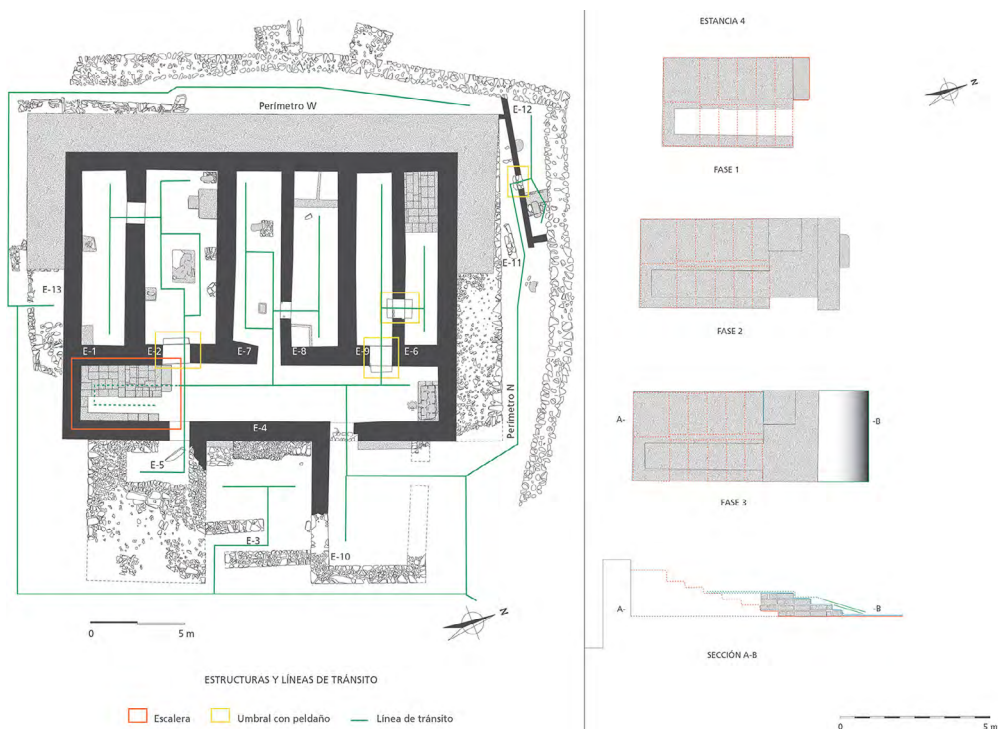 Perímetro W
E-12
E-11
E-13
E-1
E-2
E-7
E-8
E-9
E-6
Perímetro N
E-4
E-5
E-3
E-10
N
0
5 m
ESTRUCTURAS Y LÍNEAS DE TRÁNSITO
Escalera
Umbral con peldaño
Línea de tránsito
ESTANCIA 4
N
FASE 1
FASE 2
A-
-B
FASE 3
A-
-B
SECCIÓN A-B
0
5 m